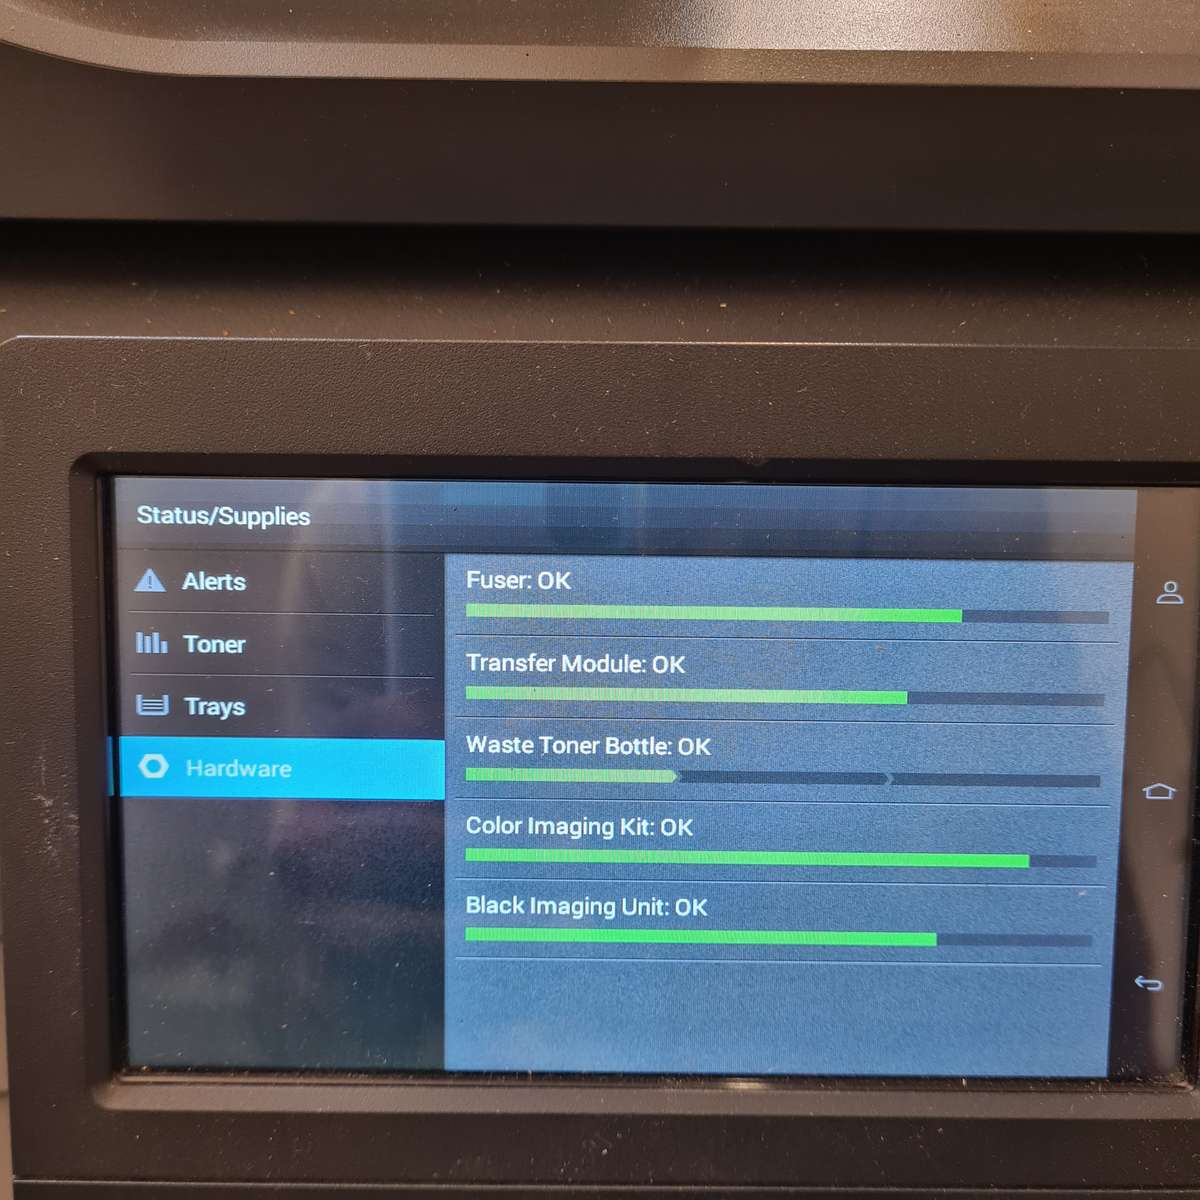 Status/Supplies
Alerts
Toner
Trays
Hardware
Fuser: OK
Transfer Module: OK
Waste Toner Bottle: OK
Color Imaging Kit: OK
Black Imaging Unit: OK